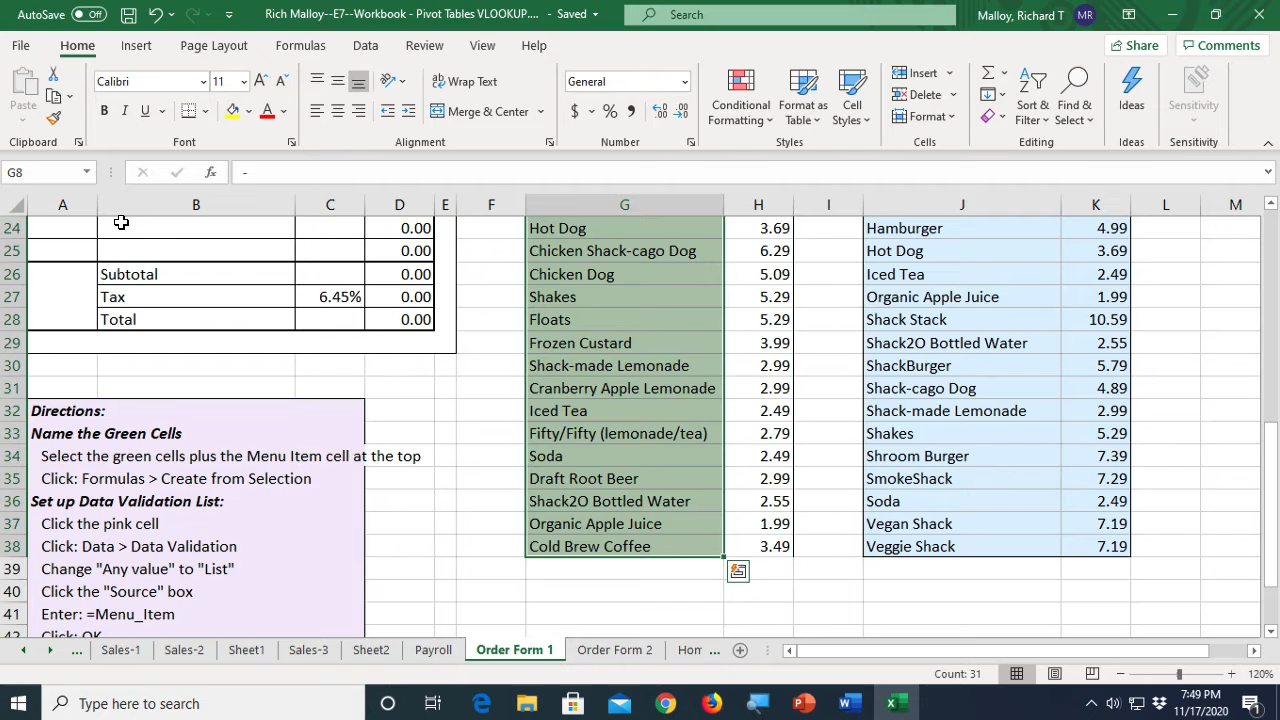 AutoSave Off Rich Malloy--E7--Workbook - Pivot Tables VLOOKUP.... - Saved Search Malloy, Richard T MR
File Home Insert Page Layout Formulas Data Review View Help Share Comments
Calibri 11 Wrap Text General Insert
Paste B I U Merge & Center $ % Conditional Formatting Format as Table Cell Styles Delete Format Sort & Filter Find & Select Ideas Sensitivity
Clipboard Font Alignment Number Styles Cells Editing Ideas Sensitivity
G8 fx -
A B C D E F G H I J K L M
24 0.00 Hot Dog 3.69 Hamburger 4.99
25 0.00 Chicken Shack-cago Dog 6.29 Hot Dog 3.69
26 Subtotal 0.00 Chicken Dog 5.09 Iced Tea 2.49
27 Tax 6.45% 0.00 Shakes 5.29 Organic Apple Juice 1.99
28 Total 0.00 Floats 5.29 Shack Stack 10.59
29 Frozen Custard 3.99 Shack2O Bottled Water 2.55
30 Shack-made Lemonade 2.99 ShackBurger 5.79
31 Cranberry Apple Lemonade 2.99 Shack-cago Dog 4.89
32 Directions: Iced Tea 2.49 Shack-made Lemonade 2.99
33 Name the Green Cells Fifty/Fifty (lemonade/tea) 2.79 Shakes 5.29
34 Select the green cells plus the Menu Item cell at the top Soda 2.49 Shroom Burger 7.39
35 Click: Formulas > Create from Selection Draft Root Beer 2.99 SmokeShack 7.29
36 Set up Data Validation List: Shack2O Bottled Water 2.55 Soda 2.49
37 Click the pink cell Organic Apple Juice 1.99 Vegan Shack 7.19
38 Click: Data > Data Validation Cold Brew Coffee 3.49 Veggie Shack 7.19
39 Change "Any value" to "List"
40 Click the "Source" box
41 Enter: =Menu_Item
42 Click: OK
... Sales-1 Sales-2 Sheet1 Sales-3 Sheet2 Payroll Order Form 1 Order Form 2 Hom ...
Count: 31 120%
Type here to search 7:49 PM
11/17/2020